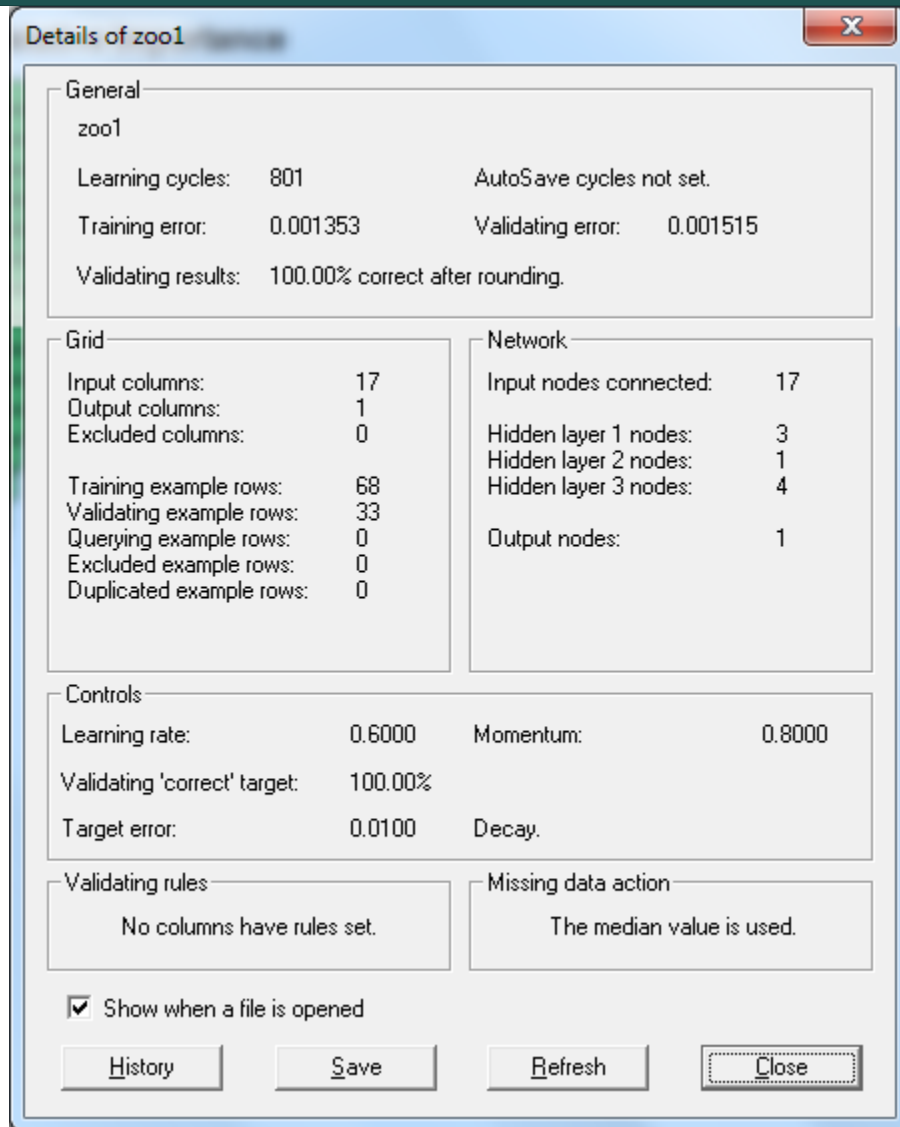 Details of zoo1
General
zoo1
Learning cycles: 801 AutoSave cycles not set.
Training error: 0.001353 Validating error: 0.001515
Validating results: 100.00% correct after rounding.
Grid
Input columns: 17
Output columns: 1
Excluded columns: 0
Training example rows: 68
Validating example rows: 33
Querying example rows: 0
Excluded example rows: 0
Duplicated example rows: 0
Network
Input nodes connected: 17
Hidden layer 1 nodes: 3
Hidden layer 2 nodes: 1
Hidden layer 3 nodes: 4
Output nodes: 1
Controls
Learning rate: 0.6000 Momentum: 0.8000
Validating 'correct' target: 100.00%
Target error: 0.0100 Decay.
Validating rules
No columns have rules set.
Missing data action
The median value is used.
Show when a file is opened
History Save Refresh Close